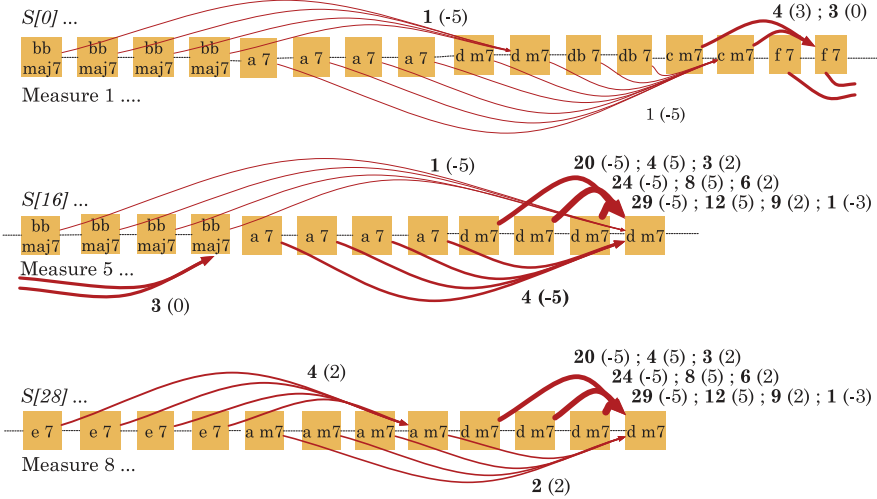 S[0] ...
1 (-5)
4 (3) ; 3 (0)
bb maj7 bb maj7 bb maj7 bb maj7 a 7 a 7 a 7 a 7 d m7 d m7 db 7 db 7 c m7 c m7 f 7 f 7
Measure 1 ....
1 (-5)
S[16] ...
1 (-5)
20 (-5) ; 4 (5) ; 3 (2)
24 (-5) ; 8 (5) ; 6 (2)
29 (-5) ; 12 (5) ; 9 (2) ; 1 (-3)
bb maj7 bb maj7 bb maj7 bb maj7 a 7 a 7 a 7 a 7 d m7 d m7 d m7 d m7
Measure 5 ...
3 (0)
4 (-5)
S[28] ...
4 (2)
20 (-5) ; 4 (5) ; 3 (2)
24 (-5) ; 8 (5) ; 6 (2)
29 (-5) ; 12 (5) ; 9 (2) ; 1 (-3)
e 7 e 7 e 7 e 7 a m7 a m7 a m7 a m7 d m7 d m7 d m7 d m7
Measure 8 ...
2 (2)